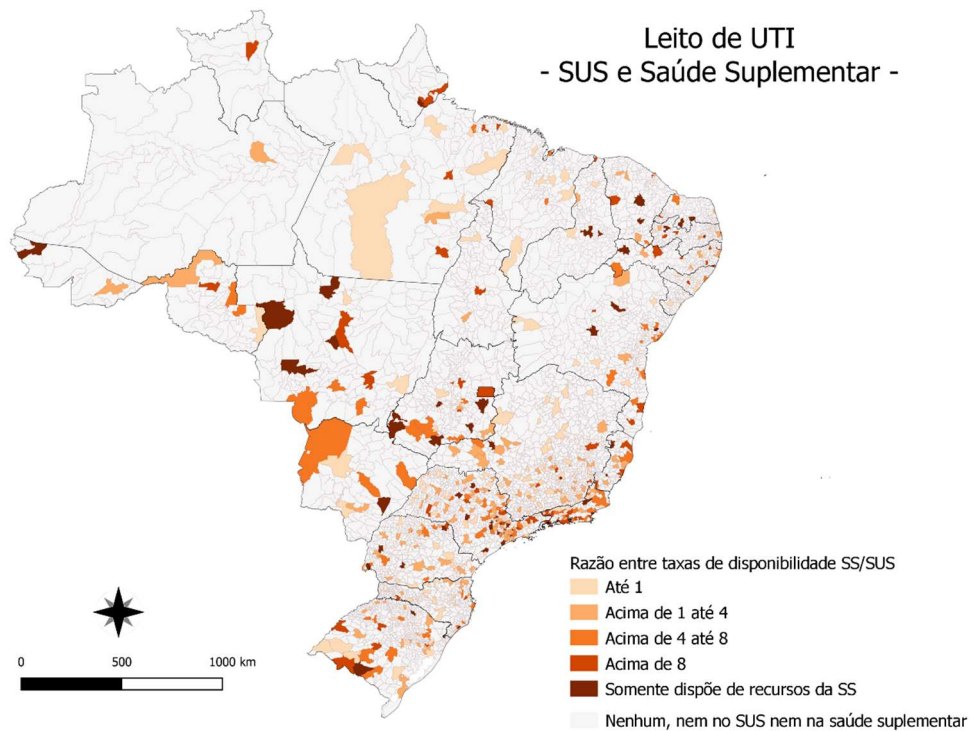 Leito de UTI
- SUS e Saúde Suplementar -
Razão entre taxas de disponibilidade SS/SUS
Até 1
Acima de 1 até 4
Acima de 4 até 8
Acima de 8
Somente dispõe de recursos da SS
Nenhum, nem no SUS nem na saúde suplementar
0 500 1000 km